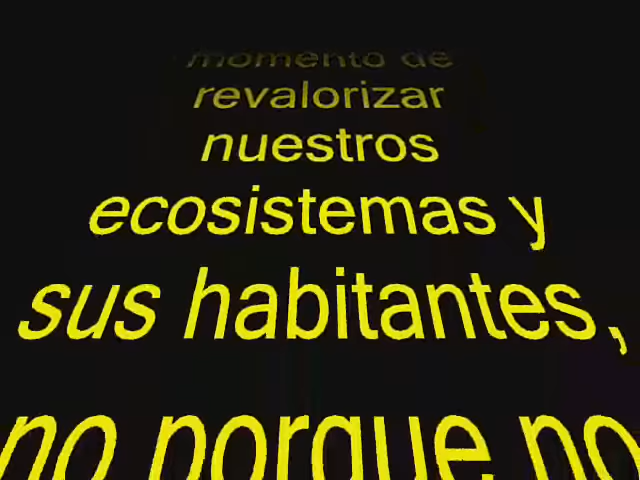 momento de
revalorizar
nuestros
ecosistemas y
sus habitantes,
no porque no